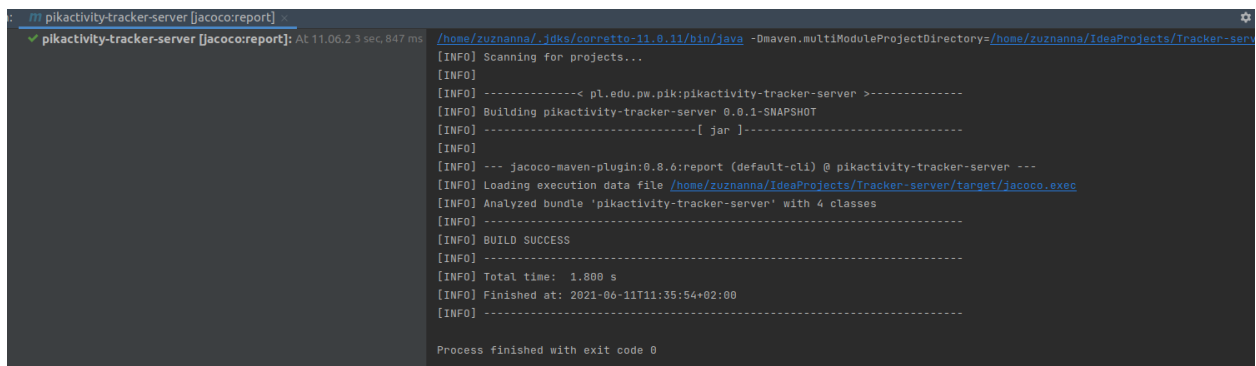 m pikactivity-tracker-server [jacoco:report] ×
pikactivity-tracker-server [jacoco:report]: At 11.06.2 3 sec, 847 ms
/home/zuznanna/.jdks/corretto-11.0.11/bin/java -Dmaven.multiModuleProjectDirectory=/home/zuznanna/IdeaProjects/Tracker-serv
[INFO] Scanning for projects...
[INFO]
[INFO] --------------< pl.edu.pw.pik:pikactivity-tracker-server >--------------
[INFO] Building pikactivity-tracker-server 0.0.1-SNAPSHOT
[INFO] --------------------------------[ jar ]---------------------------------
[INFO]
[INFO] --- jacoco-maven-plugin:0.8.6:report (default-cli) @ pikactivity-tracker-server ---
[INFO] Loading execution data file /home/zuznanna/IdeaProjects/Tracker-server/target/jacoco.exec
[INFO] Analyzed bundle 'pikactivity-tracker-server' with 4 classes
[INFO] ------------------------------------------------------------------------
[INFO] BUILD SUCCESS
[INFO] ------------------------------------------------------------------------
[INFO] Total time:  1.800 s
[INFO] Finished at: 2021-06-11T11:35:54+02:00
[INFO] ------------------------------------------------------------------------
Process finished with exit code 0